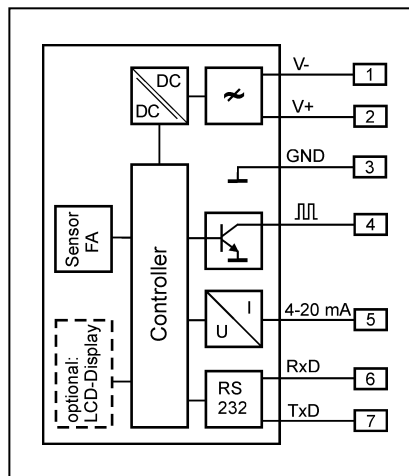 DC
DC
V-
1
V+
2
GND
3
4
Sensor
FA
Controller
U
I
4-20 mA
5
optional:
LCD-Display
RS
232
RxD
6
TxD
7